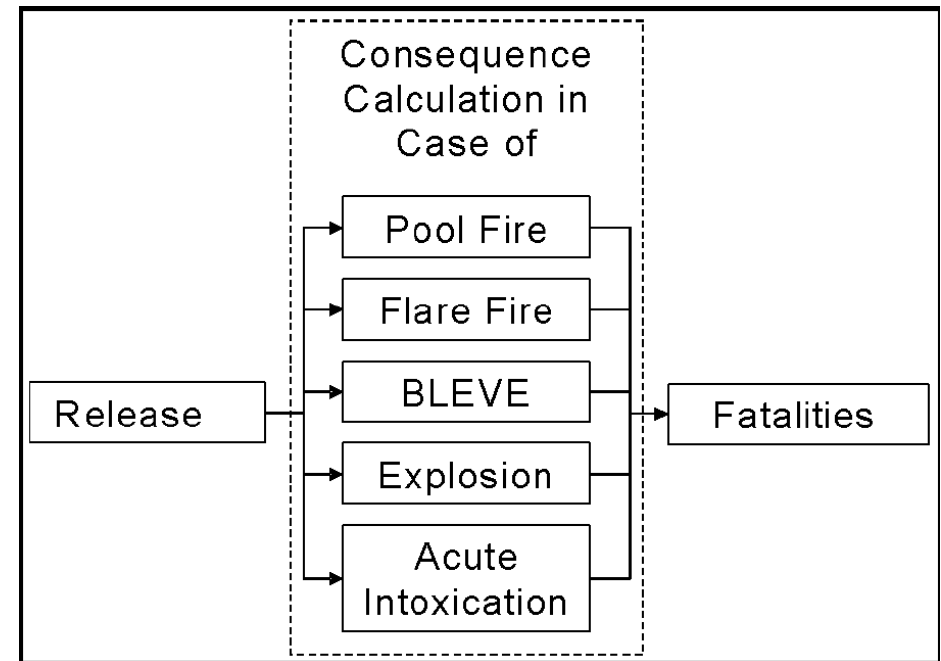 Consequence
Calculation in
Case of
Pool Fire
Flare Fire
BLEVE
Release
Fatalities
Explosion
Acute
Intoxication